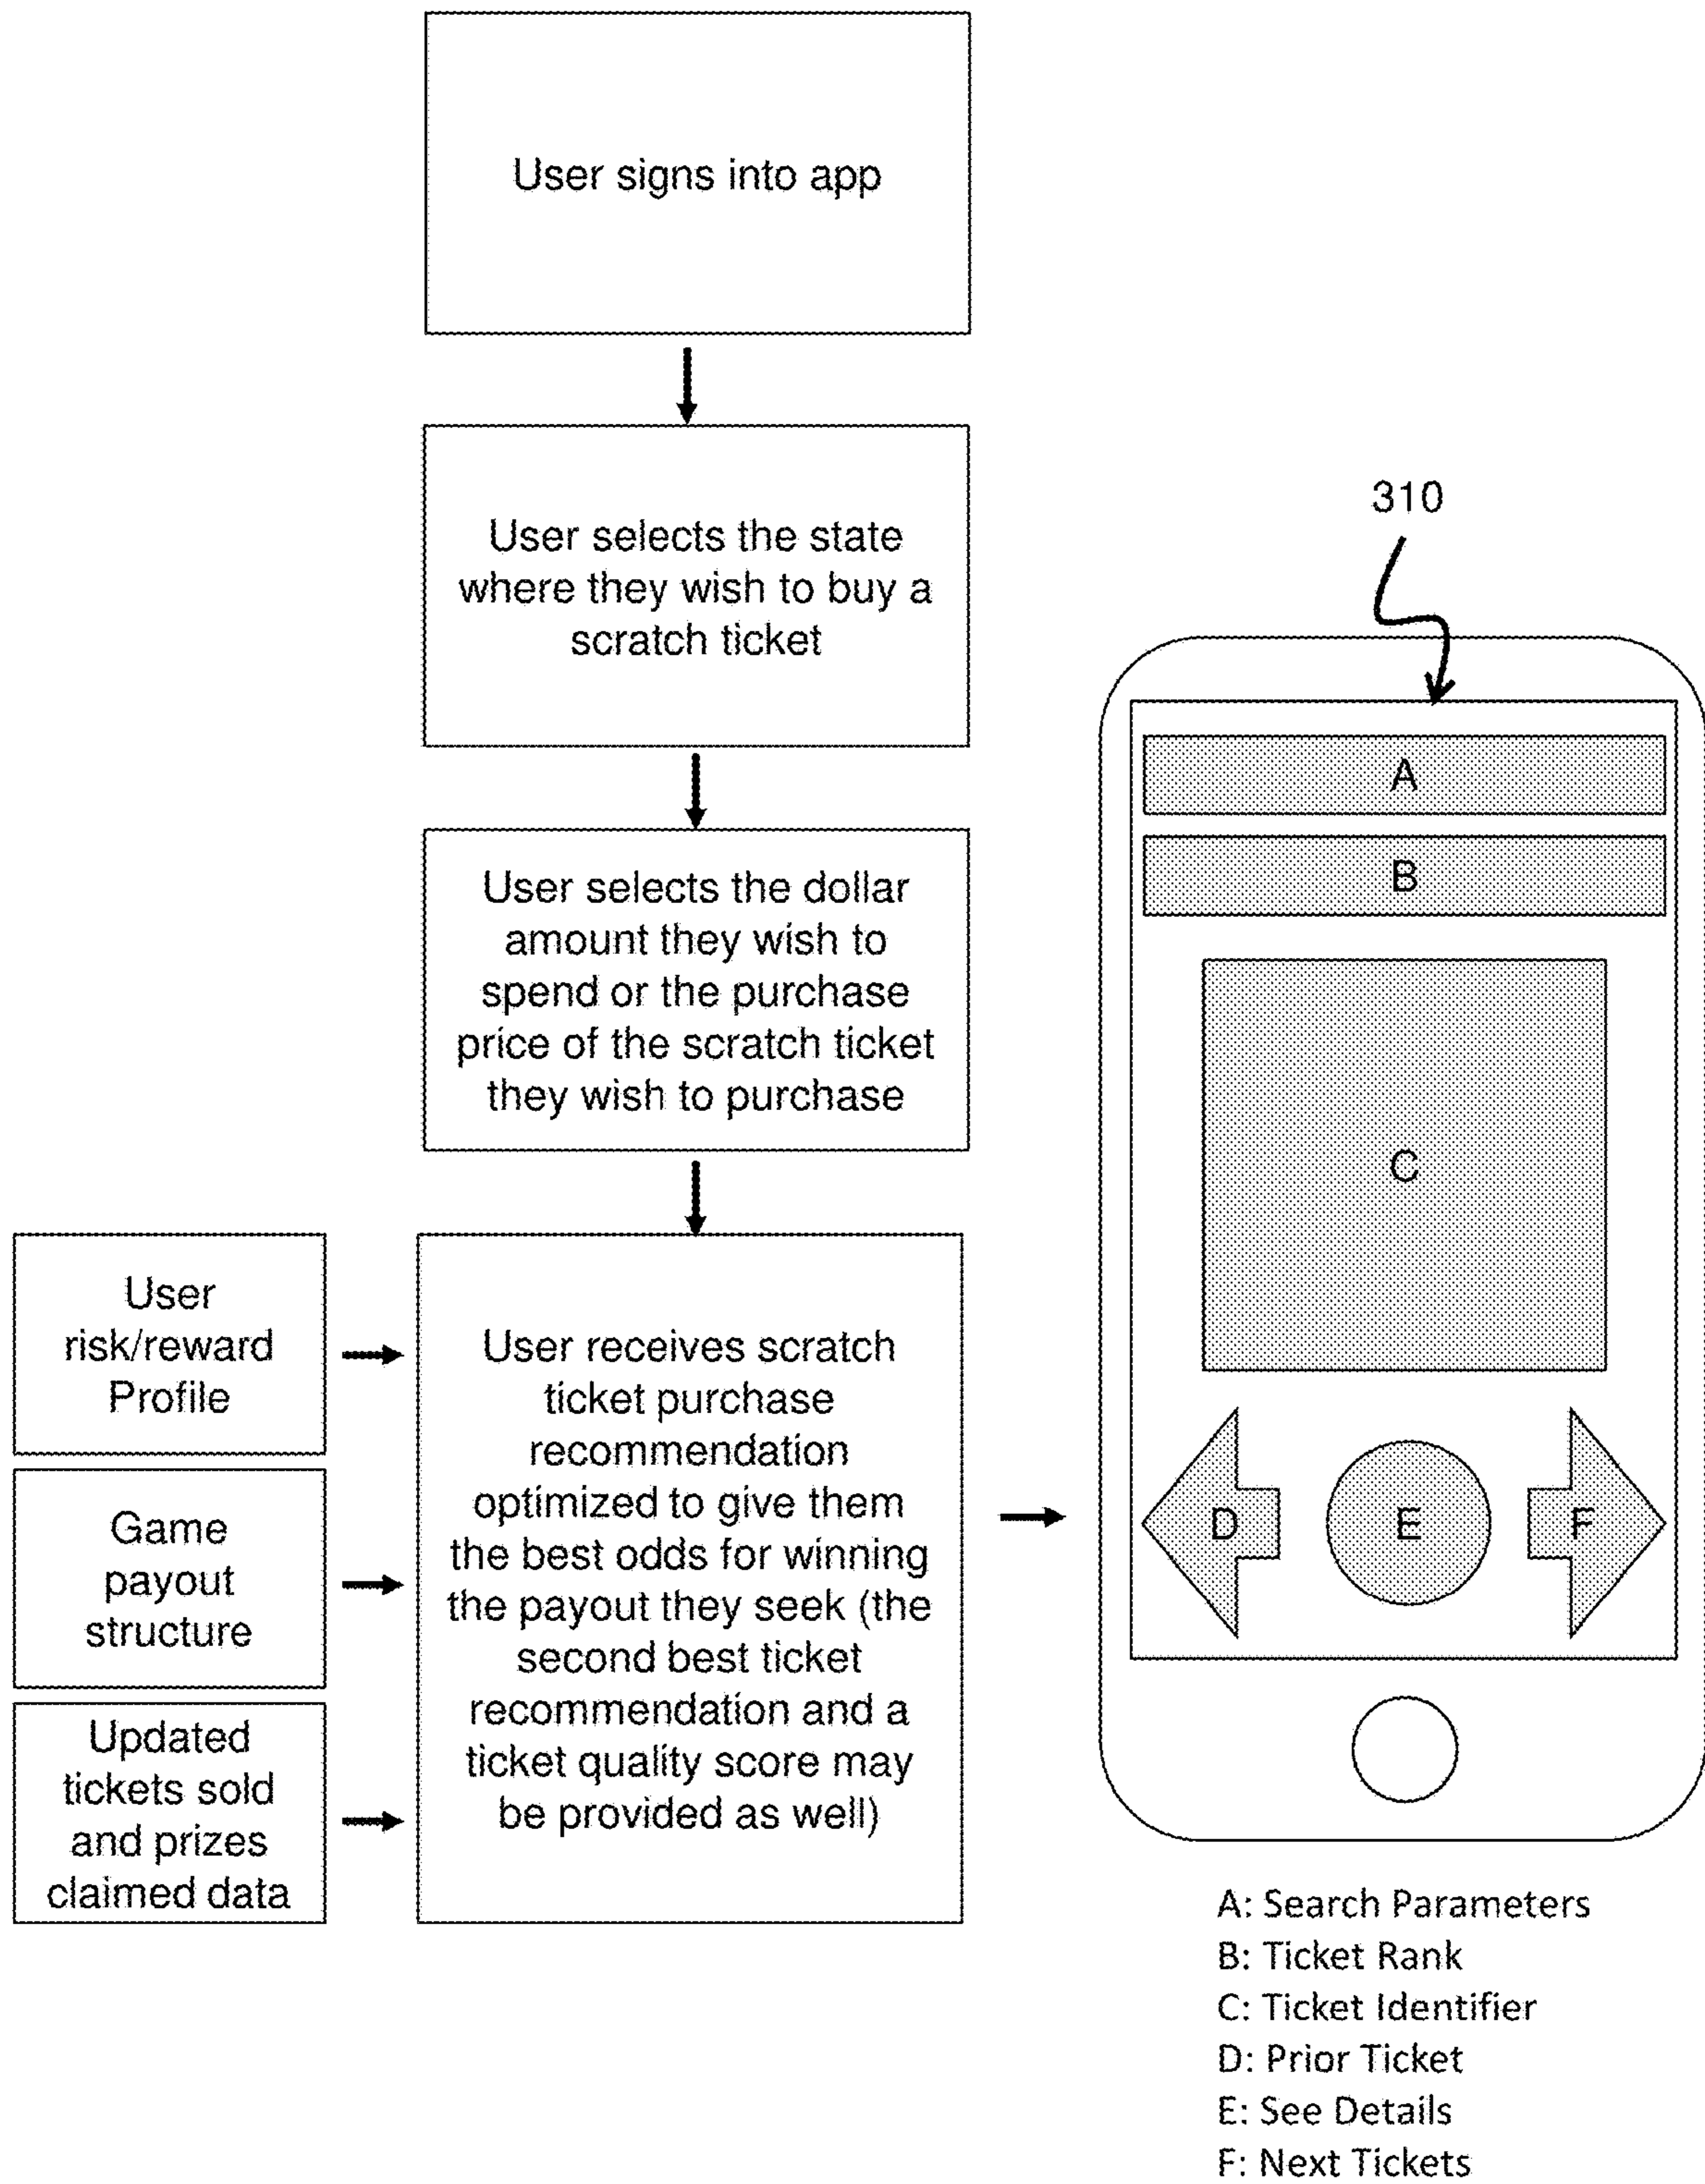 User signs into app
User selects the state
where they wish to buy a
scratch ticket
User selects the dollar
amount they wish to
spend or the purchase
price of the scratch ticket
they wish to purchase
User
risk/reward
Profile
Game
payout
structure
Updated
tickets sold
and prizes
claimed data
User receives scratch
ticket purchase
recommendation
optimized to give them
the best odds for winning
the payout they seek (the
second best ticket
recommendation and a
ticket quality score may
be provided as well)
310
A
B
C
D
E
F
A: Search Parameters
B: Ticket Rank
C: Ticket Identifier
D: Prior Ticket
E: See Details
F: Next Tickets